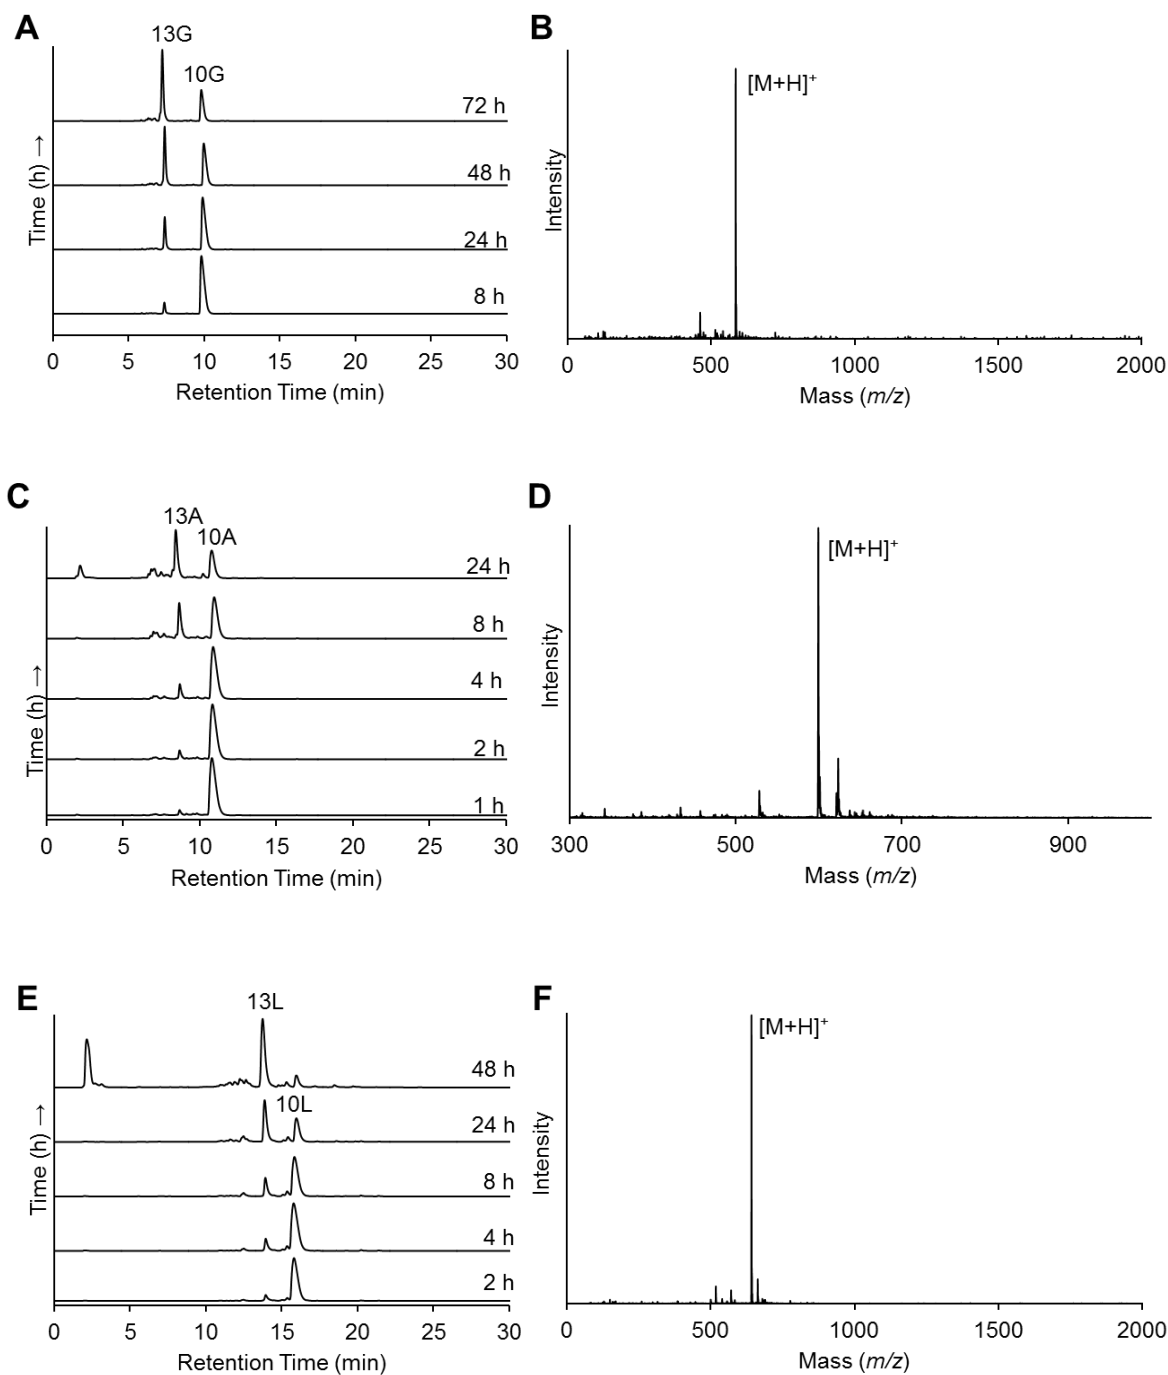 A
13G
10G
72 h
48 h
24 h
8 h
Time (h) →
0 5 10 15 20 25 30
Retention Time (min)
B
[M+H]⁺
Intensity
0 500 1000 1500 2000
Mass (m/z)
C
13A
10A
24 h
8 h
4 h
2 h
1 h
Time (h) →
0 5 10 15 20 25 30
Retention Time (min)
D
[M+H]⁺
Intensity
300 500 700 900
Mass (m/z)
E
13L
48 h
10L
24 h
8 h
4 h
2 h
Time (h) →
0 5 10 15 20 25 30
Retention Time (min)
F
[M+H]⁺
Intensity
0 500 1000 1500 2000
Mass (m/z)